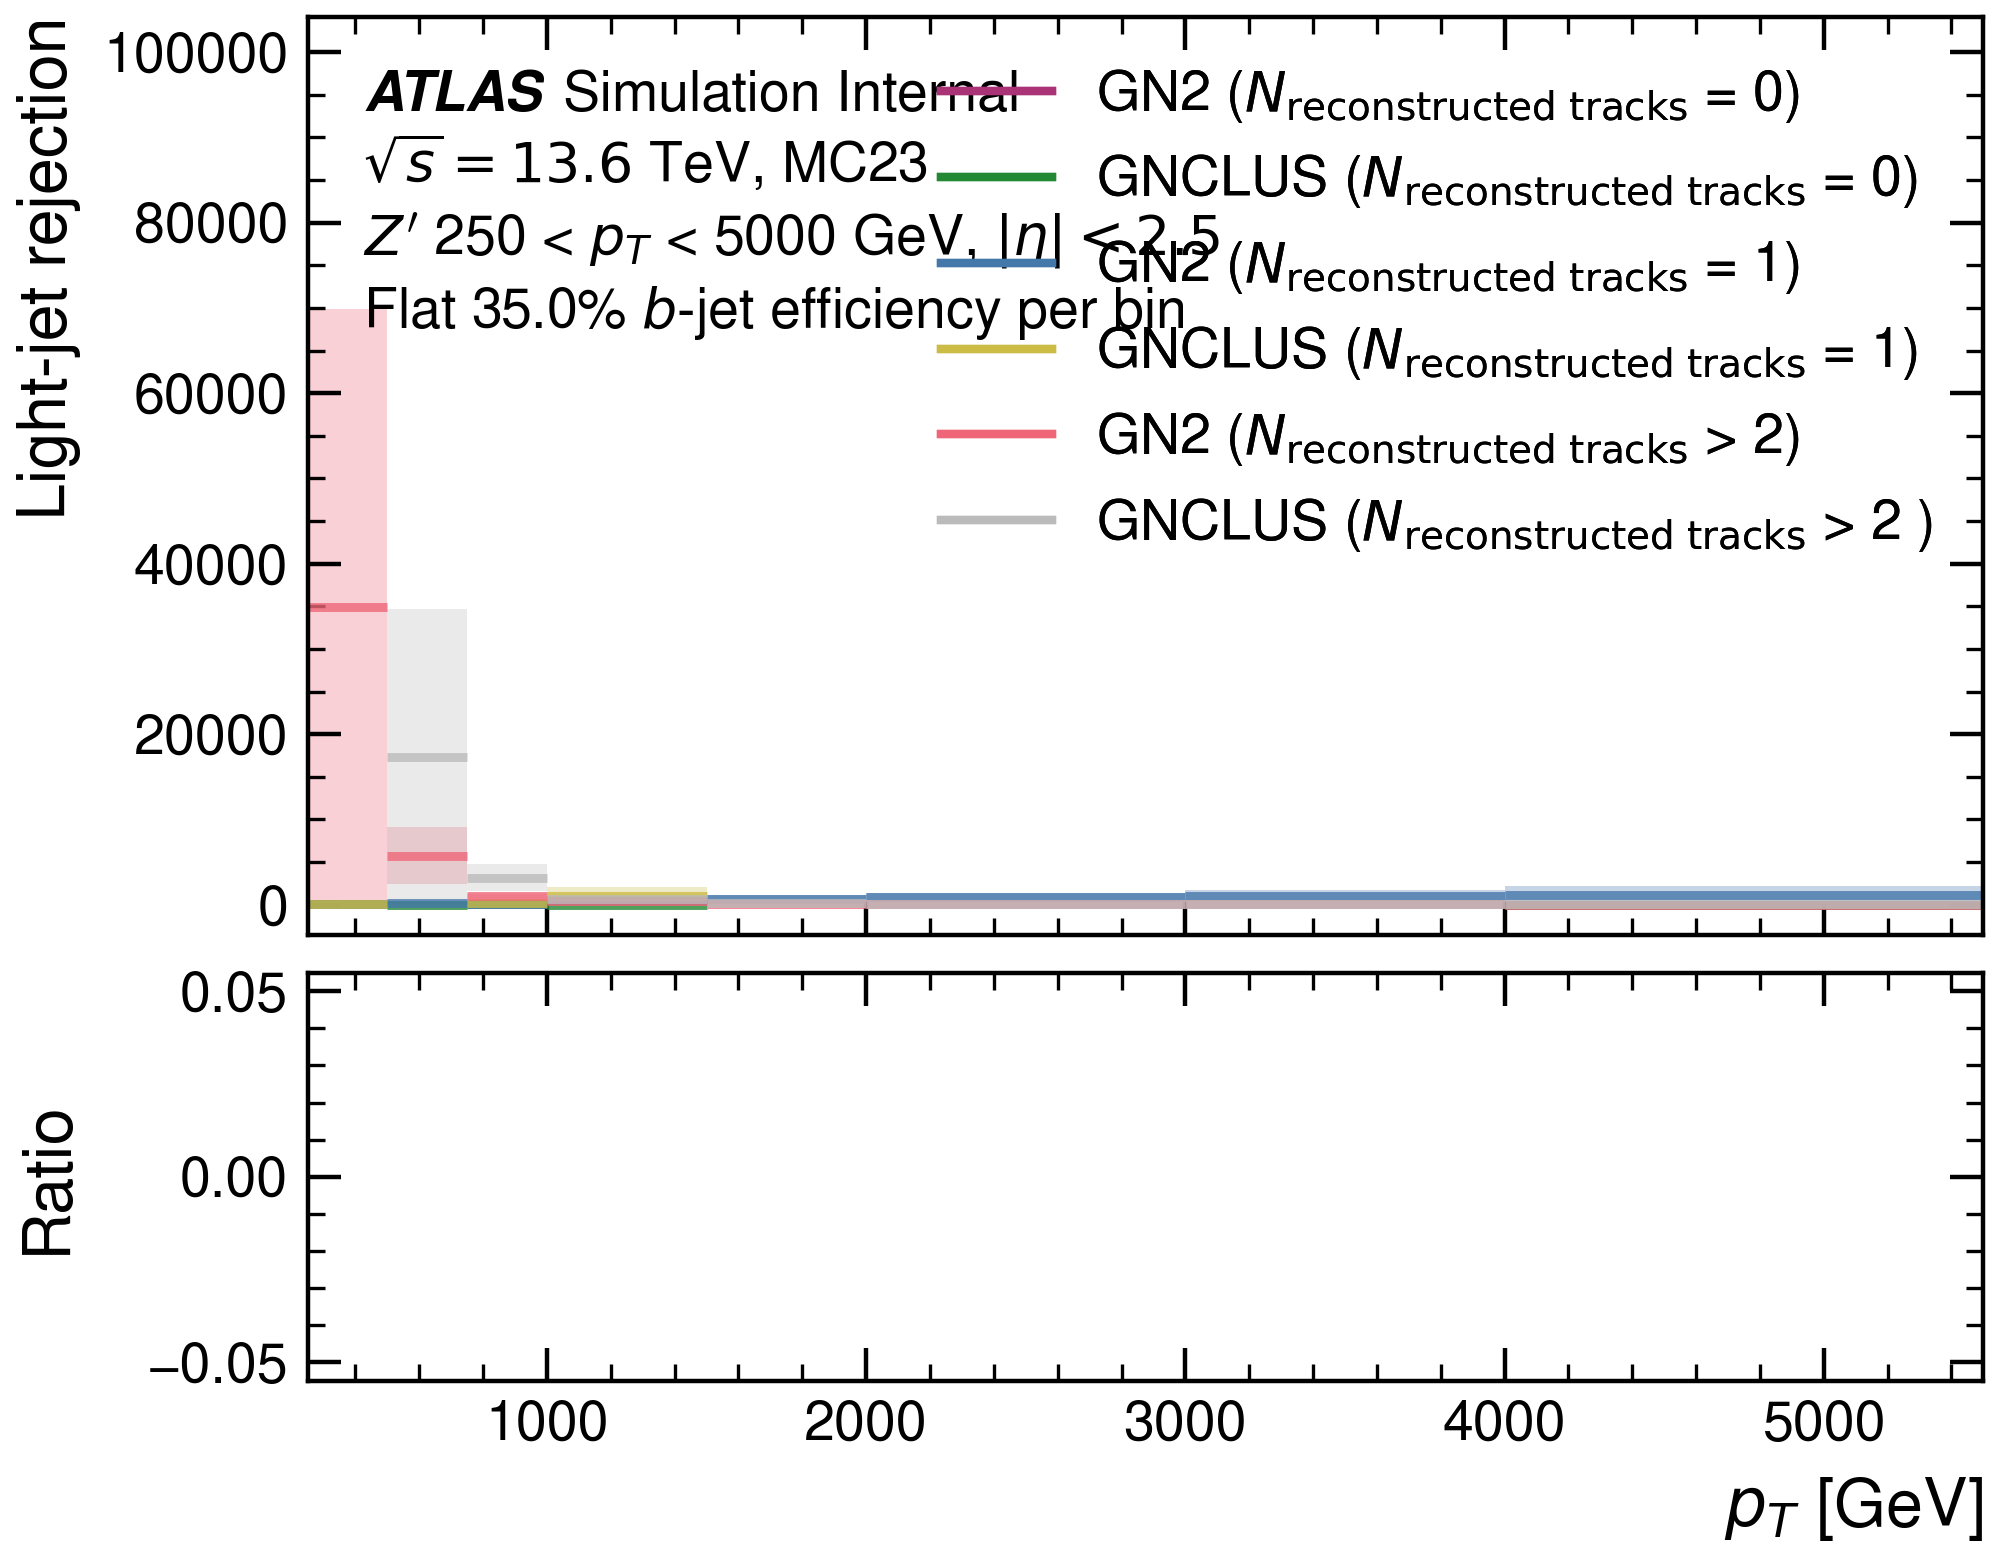 Light-jet rejection
100000
80000
60000
40000
20000
0
ATLAS Simulation Internal
√s = 13.6 TeV, MC23
Z′ 250 < p_T < 5000 GeV, |η| < 2.5
Flat 35.0% b-jet efficiency per bin
GN2 (N_reconstructed tracks = 0)
GNCLUS (N_reconstructed tracks = 0)
GN2 (N_reconstructed tracks = 1)
GNCLUS (N_reconstructed tracks = 1)
GN2 (N_reconstructed tracks > 2)
GNCLUS (N_reconstructed tracks > 2 )
Ratio
0.05
0.00
−0.05
1000 2000 3000 4000 5000
p_T [GeV]